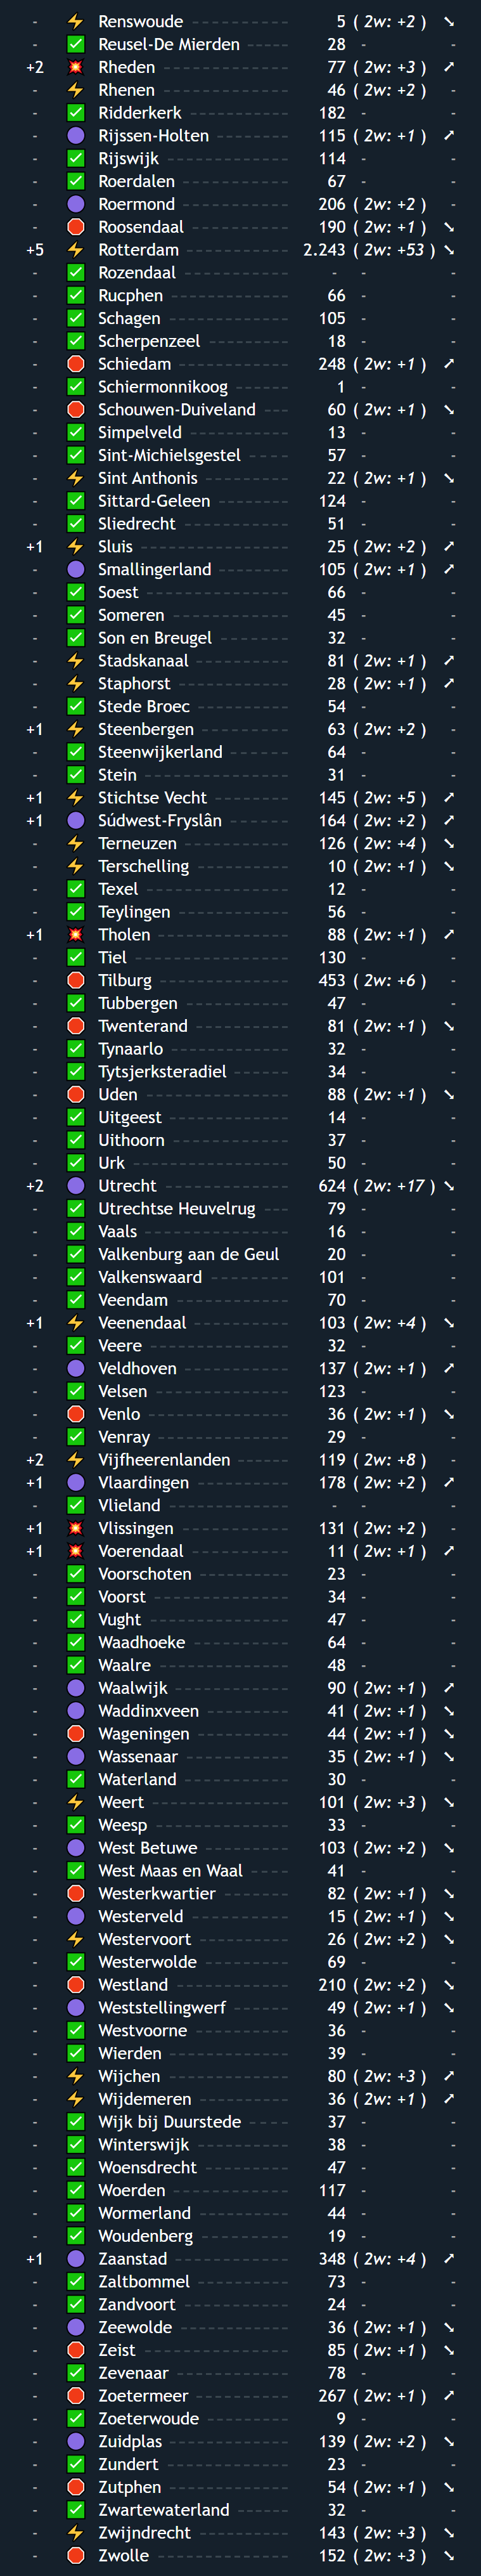 - ⚡ Renswoude 5 ( 2w: +2 ) ↘
- ✅ Reusel-De Mierden 28 - -
+2 💥 Rheden 77 ( 2w: +3 ) ↗
- ⚡ Rhenen 46 ( 2w: +2 ) -
- ✅ Ridderkerk 182 - -
- 🟣 Rijssen-Holten 115 ( 2w: +1 ) ↗
- ✅ Rijswijk 114 - -
- ✅ Roerdalen 67 - -
- 🟣 Roermond 206 ( 2w: +2 ) -
- 🛑 Roosendaal 190 ( 2w: +1 ) ↘
+5 ⚡ Rotterdam 2.243 ( 2w: +53 ) ↘
- ✅ Rozendaal - - -
- ✅ Rucphen 66 - -
- ✅ Schagen 105 - -
- ✅ Scherpenzeel 18 - -
- 🛑 Schiedam 248 ( 2w: +1 ) ↗
- ✅ Schiermonnikoog 1 - -
- 🛑 Schouwen-Duiveland 60 ( 2w: +1 ) ↘
- ✅ Simpelveld 13 - -
- ✅ Sint-Michielsgestel 57 - -
- ⚡ Sint Anthonis 22 ( 2w: +1 ) ↘
- ✅ Sittard-Geleen 124 - -
- ✅ Sliedrecht 51 - -
+1 ⚡ Sluis 25 ( 2w: +2 ) ↗
- 🟣 Smallingerland 105 ( 2w: +1 ) ↗
- ✅ Soest 66 - -
- ✅ Someren 45 - -
- ✅ Son en Breugel 32 - -
- ⚡ Stadskanaal 81 ( 2w: +1 ) ↗
- ⚡ Staphorst 28 ( 2w: +1 ) ↗
- ✅ Stede Broec 54 - -
+1 ⚡ Steenbergen 63 ( 2w: +2 ) -
- ✅ Steenwijkerland 64 - -
- ✅ Stein 31 - -
+1 ⚡ Stichtse Vecht 145 ( 2w: +5 ) ↗
+1 🟣 Súdwest-Fryslân 164 ( 2w: +2 ) ↗
- ⚡ Terneuzen 126 ( 2w: +4 ) ↘
- ⚡ Terschelling 10 ( 2w: +1 ) ↘
- ✅ Texel 12 - -
- ✅ Teylingen 56 - -
+1 💥 Tholen 88 ( 2w: +1 ) ↗
- ✅ Tiel 130 - -
- 🛑 Tilburg 453 ( 2w: +6 ) -
- ✅ Tubbergen 47 - -
- 🛑 Twenterand 81 ( 2w: +1 ) ↘
- ✅ Tynaarlo 32 - -
- ✅ Tytsjerksteradiel 34 - -
- 🛑 Uden 88 ( 2w: +1 ) ↘
- ✅ Uitgeest 14 - -
- ✅ Uithoorn 37 - -
- ✅ Urk 50 - -
+2 🟣 Utrecht 624 ( 2w: +17 ) ↘
- ✅ Utrechtse Heuvelrug 79 - -
- ✅ Vaals 16 - -
- ✅ Valkenburg aan de Geul 20 - -
- ✅ Valkenswaard 101 - -
- ✅ Veendam 70 - -
+1 ⚡ Veenendaal 103 ( 2w: +4 ) ↘
- ✅ Veere 32 - -
- 🟣 Veldhoven 137 ( 2w: +1 ) ↗
- ✅ Velsen 123 - -
- 🛑 Venlo 36 ( 2w: +1 ) ↘
- ✅ Venray 29 - -
+2 ⚡ Vijfheerenlanden 119 ( 2w: +8 ) -
+1 🟣 Vlaardingen 178 ( 2w: +2 ) ↗
- ✅ Vlieland - - -
+1 💥 Vlissingen 131 ( 2w: +2 ) -
+1 💥 Voerendaal 11 ( 2w: +1 ) ↗
- ✅ Voorschoten 23 - -
- ✅ Voorst 34 - -
- ✅ Vught 47 - -
- ✅ Waadhoeke 64 - -
- ✅ Waalre 48 - -
- 🟣 Waalwijk 90 ( 2w: +1 ) ↗
- 🟣 Waddinxveen 41 ( 2w: +1 ) ↘
- 🛑 Wageningen 44 ( 2w: +1 ) ↘
- 🟣 Wassenaar 35 ( 2w: +1 ) ↘
- ✅ Waterland 30 - -
- ⚡ Weert 101 ( 2w: +3 ) ↘
- ✅ Weesp 33 - -
- 🟣 West Betuwe 103 ( 2w: +2 ) ↘
- ✅ West Maas en Waal 41 - -
- 🛑 Westerkwartier 82 ( 2w: +1 ) ↘
- 🟣 Westerveld 15 ( 2w: +1 ) ↘
- ⚡ Westervoort 26 ( 2w: +2 ) ↘
- ✅ Westerwolde 69 - -
- 🛑 Westland 210 ( 2w: +2 ) ↘
- 🟣 Weststellingwerf 49 ( 2w: +1 ) ↘
- ✅ Westvoorne 36 - -
- ✅ Wierden 39 - -
- ⚡ Wijchen 80 ( 2w: +3 ) ↗
- ⚡ Wijdemeren 36 ( 2w: +1 ) ↗
- ✅ Wijk bij Duurstede 37 - -
- ✅ Winterswijk 38 - -
- ✅ Woensdrecht 47 - -
- ✅ Woerden 117 - -
- ✅ Wormerland 44 - -
- ✅ Woudenberg 19 - -
+1 🟣 Zaanstad 348 ( 2w: +4 ) ↗
- ✅ Zaltbommel 73 - -
- ✅ Zandvoort 24 - -
- 🟣 Zeewolde 36 ( 2w: +1 ) ↘
- 🛑 Zeist 85 ( 2w: +1 ) ↘
- ✅ Zevenaar 78 - -
- 🛑 Zoetermeer 267 ( 2w: +1 ) ↗
- ✅ Zoeterwoude 9 - -
- 🟣 Zuidplas 139 ( 2w: +2 ) ↘
- ✅ Zundert 23 - -
- 🛑 Zutphen 54 ( 2w: +1 ) ↘
- ✅ Zwartewaterland 32 - -
- ⚡ Zwijndrecht 143 ( 2w: +3 ) ↘
- 🛑 Zwolle 152 ( 2w: +3 ) ↘